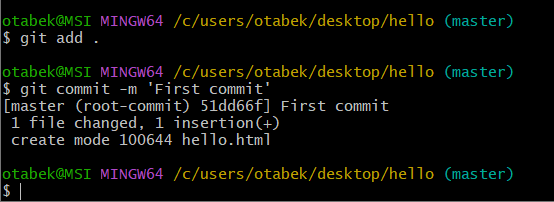 otabek@MSI MINGW64 /c/users/otabek/desktop/hello (master)
$ git add .
otabek@MSI MINGW64 /c/users/otabek/desktop/hello (master)
$ git commit -m 'First commit'
[master (root-commit) 51dd66f] First commit
 1 file changed, 1 insertion(+)
 create mode 100644 hello.html
otabek@MSI MINGW64 /c/users/otabek/desktop/hello (master)
$